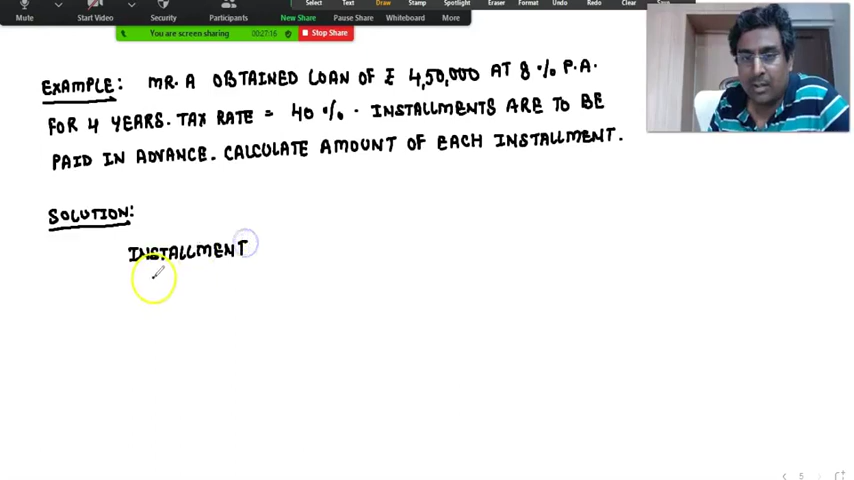 Select Text Draw Stamp Spotlight Eraser Format Undo Redo
Mute Start Video Security Participants New Share Pause Share Whiteboard More
You are screen sharing 00:27:16 Stop Share
EXAMPLE: MR. A OBTAINED LOAN OF ₤ 4,50,000 AT 8 % P.A.
FOR 4 YEARS. TAX RATE = 40 %. INSTALLMENTS ARE TO BE
PAID IN ADVANCE. CALCULATE AMOUNT OF EACH INSTALLMENT.
SOLUTION:
INSTALLMENT
5